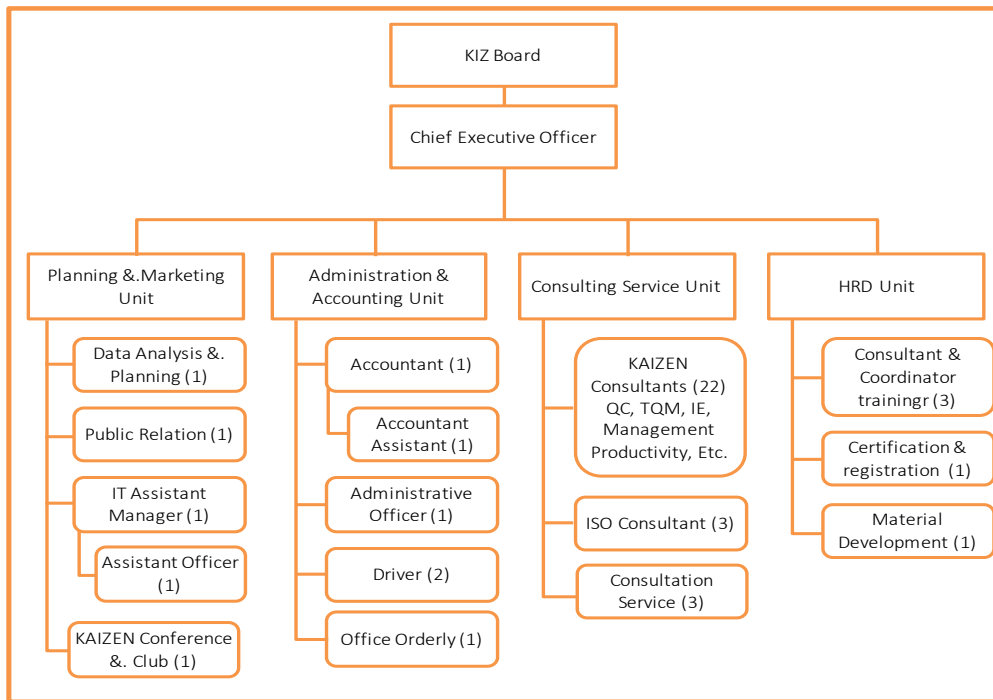 KIZ Board
Chief Executive Officer
Planning &.Marketing
Unit
Data Analysis &.
Planning (1)
Public Relation (1)
IT Assistant
Manager (1)
Assistant Officer
(1)
KAIZEN Conference
&. Club (1)
Administration &
Accounting Unit
Accountant (1)
Accountant
Assistant (1)
Administrative
Officer (1)
Driver (2)
Office Orderly (1)
Consulting Service Unit
KAIZEN
Consultants (22)
QC, TQM, IE,
Management
Productivity, Etc.
ISO Consultant (3)
Consultation
Service (3)
HRD Unit
Consultant &
Coordinator
trainingr (3)
Certification &
registration (1)
Material
Development (1)